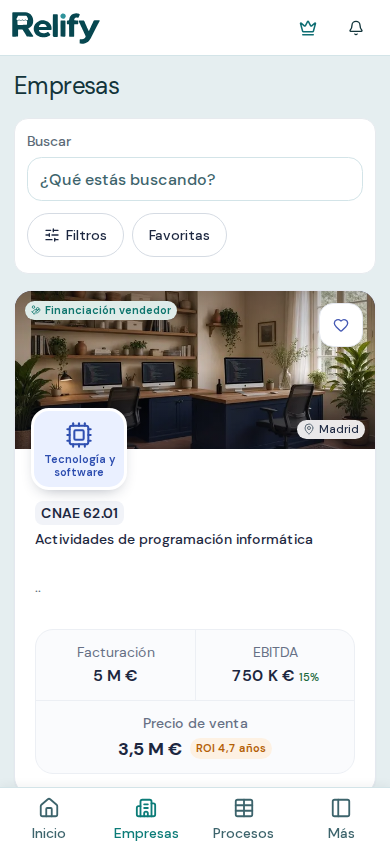 Relify
Empresas
Buscar
¿Qué estás buscando?
Filtros
Favoritas
Financiación vendedor
Madrid
Tecnología y
software
CNAE 62.01
Actividades de programación informática
..
Facturación
5 M €
EBITDA
750 K € 15%
Precio de venta
3,5 M € ROI 4,7 años
Inicio
Empresas
Procesos
Más